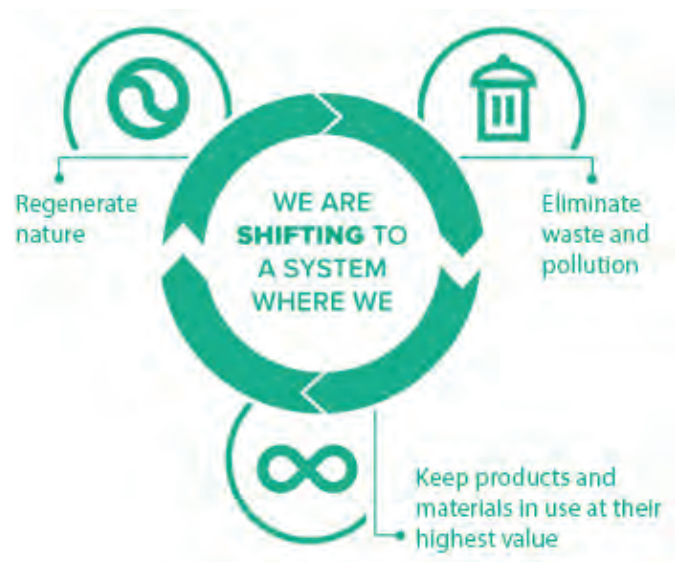 Regenerate
nature
WE ARE
SHIFTING TO
A SYSTEM
WHERE WE
Eliminate
waste and
pollution
Keep products and
materials in use at their
highest value